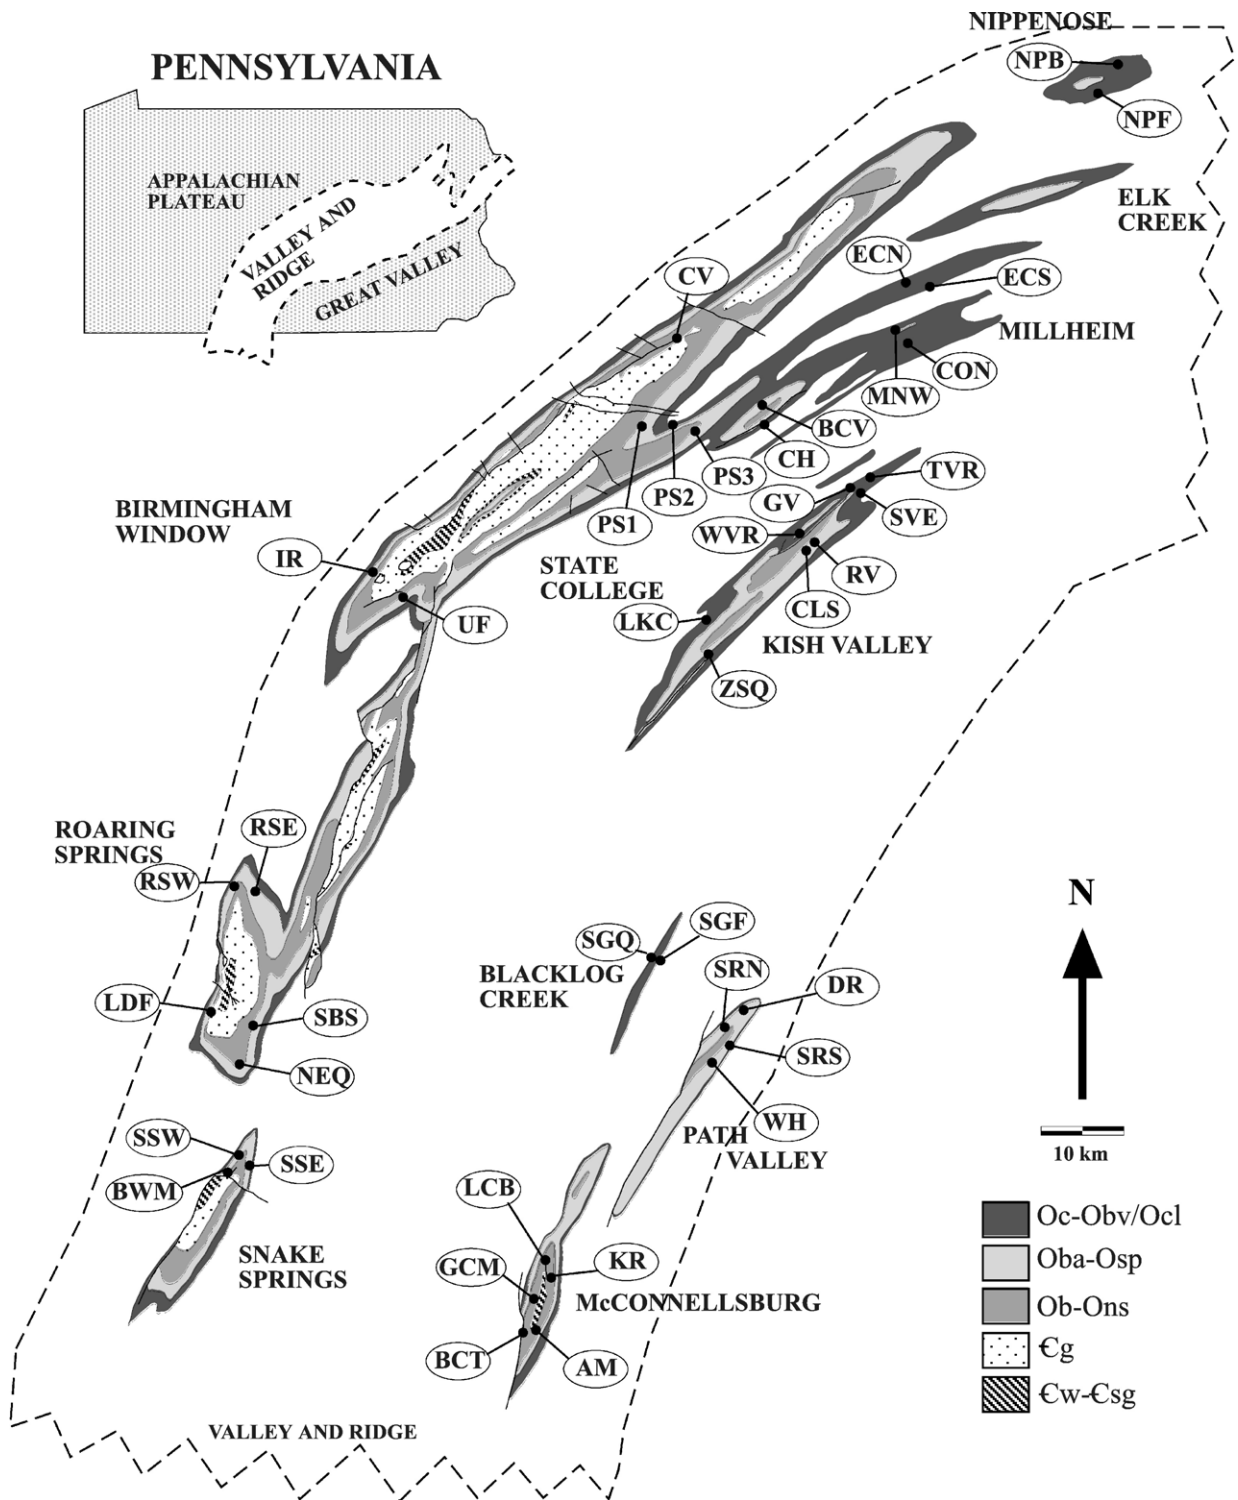 NIPPENOSE
PENNSYLVANIA
NPB
NPF
APPALACHIAN
PLATEAU
VALLEY AND
RIDGE
GREAT VALLEY
ELK
CREEK
ECN
CV
ECS
MILLHEIM
CON
MNW
BCV
CH
PS3
TVR
PS2
GV
BIRMINGHAM
WINDOW
PS1
SVE
WVR
IR
STATE
COLLEGE
RV
CLS
LKC
UF
KISH VALLEY
ZSQ
ROARING
SPRINGS
RSE
RSW
N
SGF
SGQ
BLACKLOG
CREEK
SRN
DR
LDF
SBS
SRS
NEQ
WH
PATH
VALLEY
10 km
SSW
SSE
BWM
LCB
SNAKE
SPRINGS
GCM
KR
McCONNELLSBURG
BCT
AM
Oc-Obv/Ocl
Oba-Osp
Ob-Ons
Єg
Єw-Єsg
VALLEY AND RIDGE